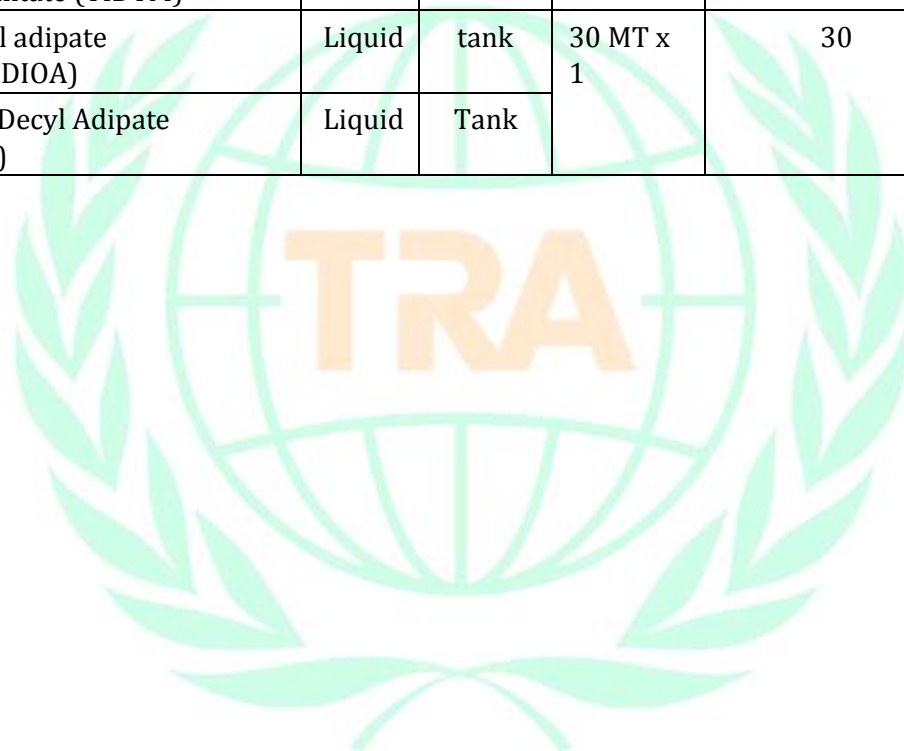 l adipate Liquid tank 30 MT x 30
DIOA) 1
Decyl Adipate Liquid Tank
)
TRA